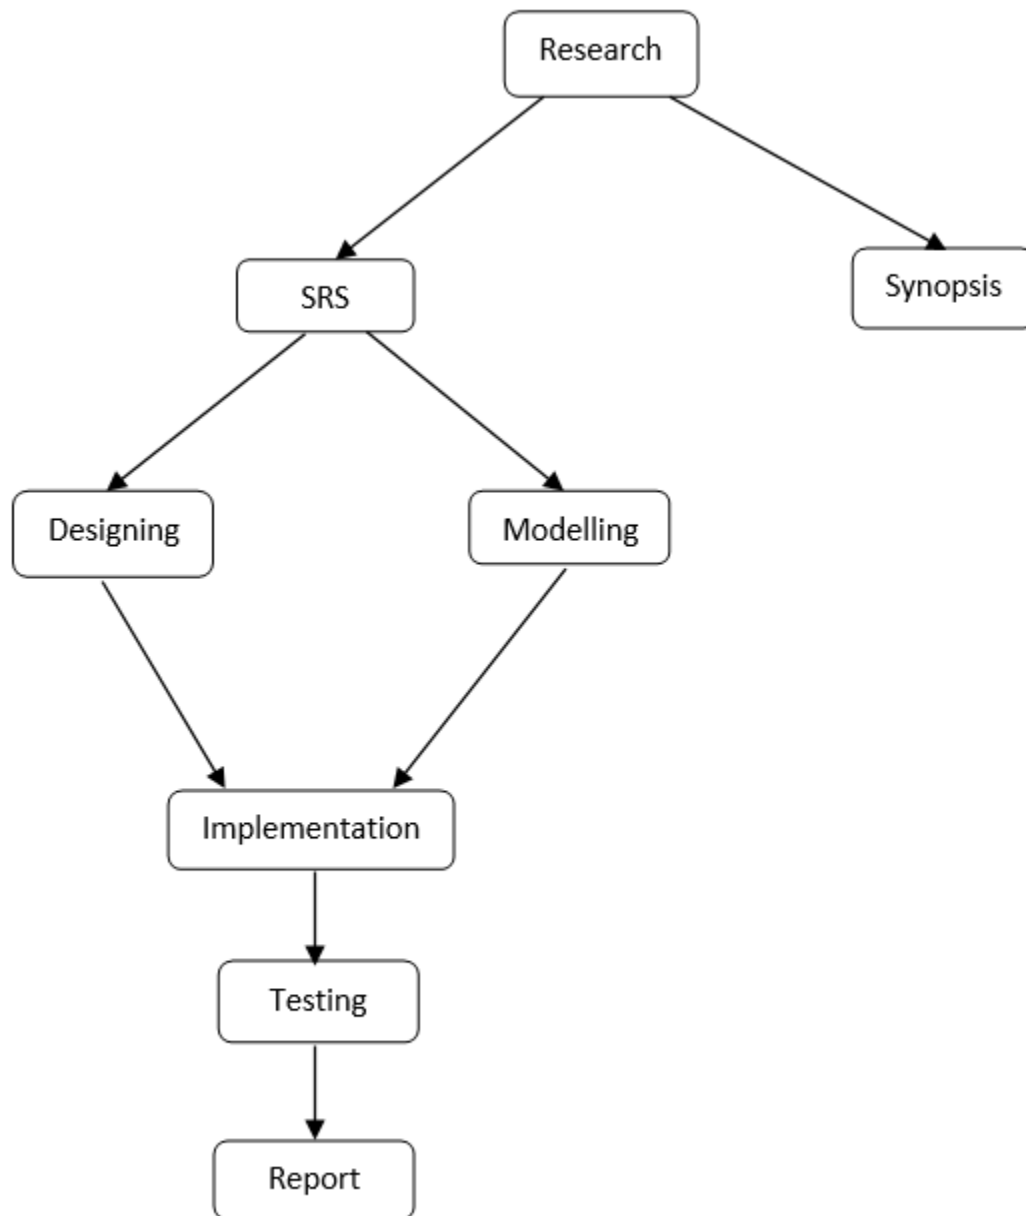 Research
SRS
Synopsis
Designing
Modelling
Implementation
Testing
Report